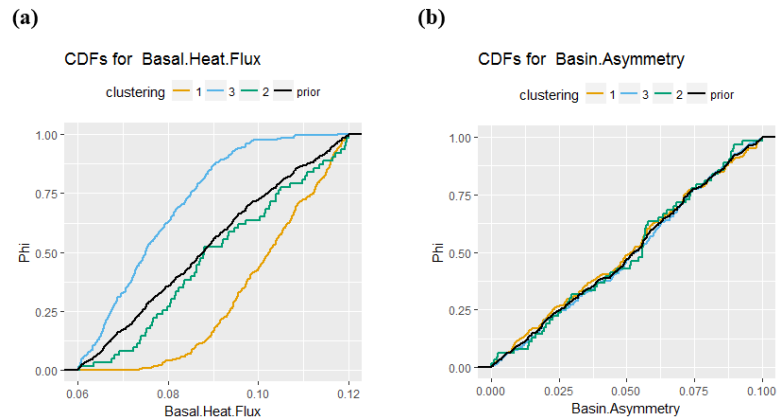 (a)
CDFs for Basal.Heat.Flux
clustering 1 3 2 prior
1.00
0.75
0.50
0.25
0.00
Phi
0.06 0.08 0.10 0.12
Basal.Heat.Flux
(b)
CDFs for Basin.Asymmetry
clustering 1 3 2 prior
1.00
0.75
0.50
0.25
0.00
Phi
0.000 0.025 0.050 0.075 0.100
Basin.Asymmetry